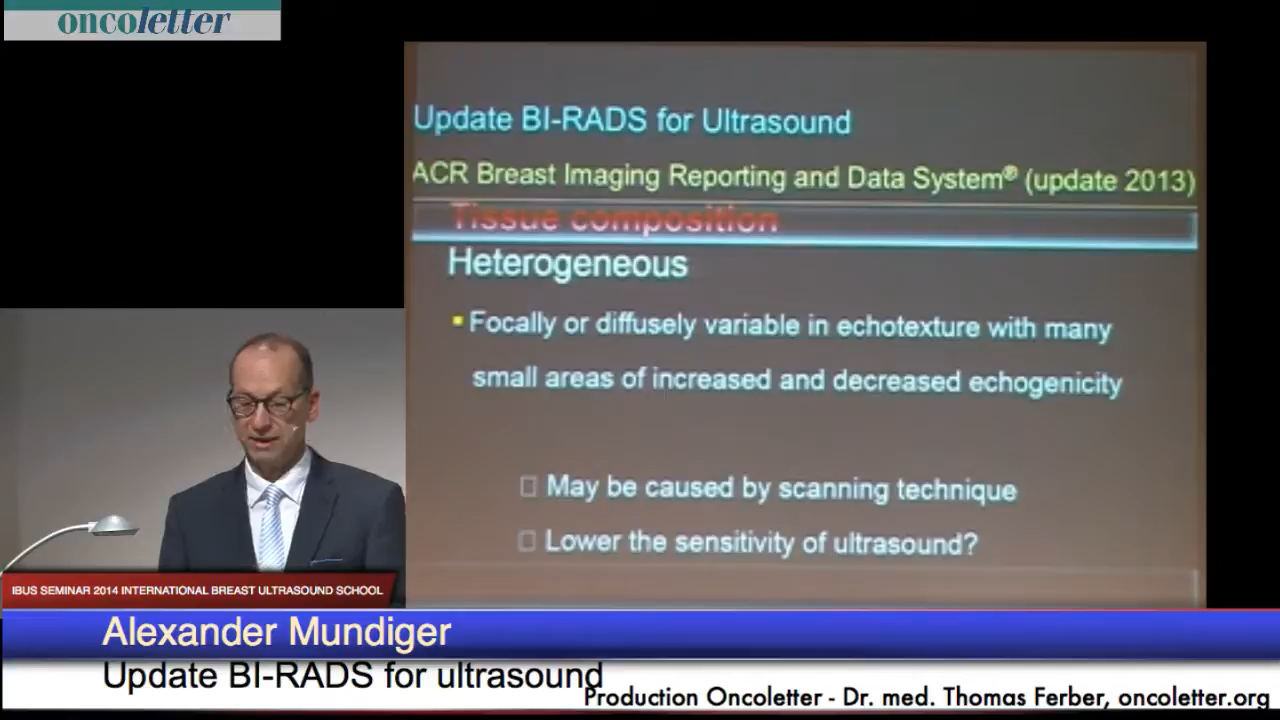 oncoletter
Update BI-RADS for Ultrasound
ACR Breast Imaging Reporting and Data System® (update 2013)
Tissue composition
Heterogeneous
▪ Focally or diffusely variable in echotexture with many
small areas of increased and decreased echogenicity
□ May be caused by scanning technique
□ Lower the sensitivity of ultrasound?
IBUS SEMINAR 2014 INTERNATIONAL BREAST ULTRASOUND SCHOOL
Alexander Mundiger
Update BI-RADS for ultrasound
Production Oncoletter - Dr. med. Thomas Ferber, oncoletter.org